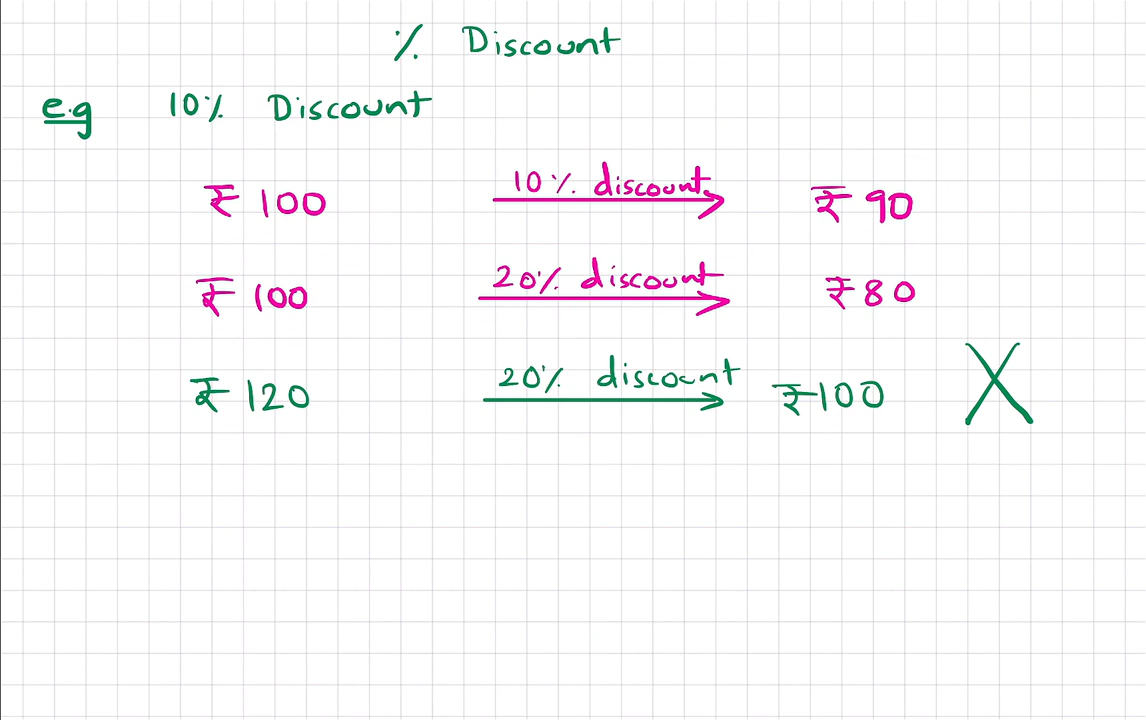 % Discount
e.g 10% Discount
₹ 100 10% discount ₹ 90
₹ 100 20% discount ₹ 80
₹ 120 20% discount ₹ 100 X